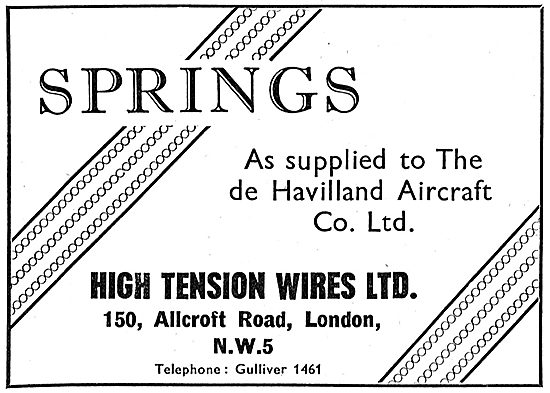 SPRINGS
As supplied to The
de Havilland Aircraft
Co. Ltd.
HIGH TENSION WIRES LTD.
150, Allcroft Road, London,
N.W.5
Telephone: Gulliver 1461